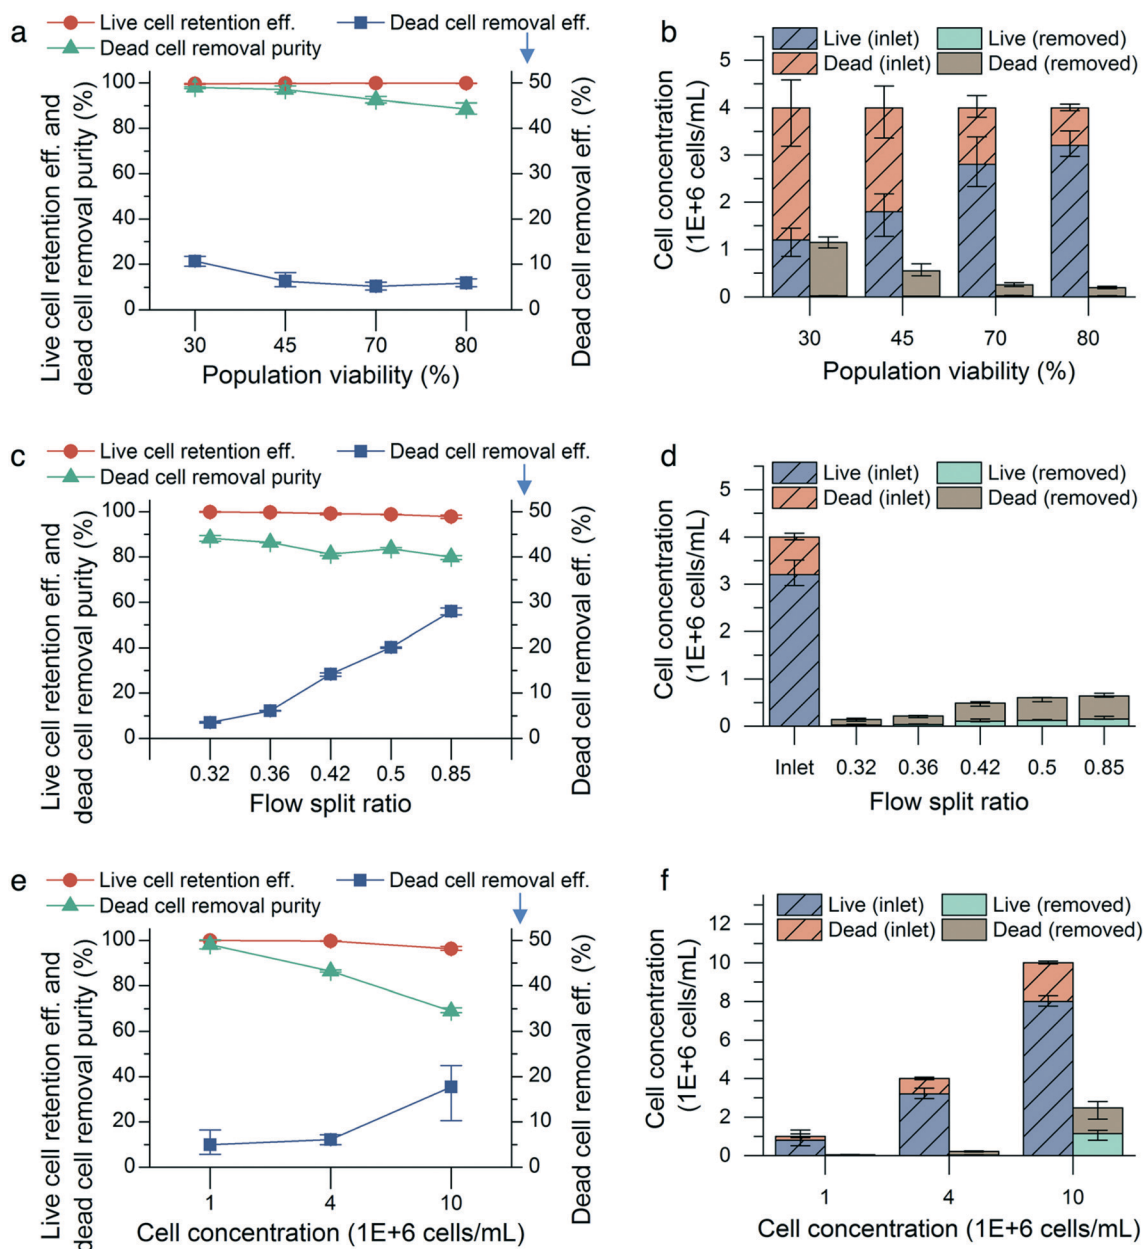 a
Live cell retention eff.
Dead cell removal eff.
Dead cell removal purity
Live cell retention eff. and
dead cell removal purity (%)
100
80
60
40
20
0
50
40
30
20
10
0
Dead cell removal eff. (%)
30 45 70 80
Population viability (%)
b
Live (inlet) Live (removed)
Dead (inlet) Dead (removed)
Cell concentration
(1E+6 cells/mL)
5
4
3
2
1
0
30 45 70 80
Population viability (%)
c
Live cell retention eff.
Dead cell removal eff.
Dead cell removal purity
Live cell retention eff. and
dead cell removal purity (%)
100
80
60
40
20
0
50
40
30
20
10
0
Dead cell removal eff. (%)
0.32 0.36 0.42 0.5 0.85
Flow split ratio
d
Live (inlet) Live (removed)
Dead (inlet) Dead (removed)
Cell concentration
(1E+6 cells/mL)
5
4
3
2
1
0
Inlet 0.32 0.36 0.42 0.5 0.85
Flow split ratio
e
Live cell retention eff.
Dead cell removal eff.
Dead cell removal purity
Live cell retention eff. and
dead cell removal purity (%)
100
80
60
40
20
0
50
40
30
20
10
0
Dead cell removal eff. (%)
1 4 10
Cell concentration (1E+6 cells/mL)
f
Live (inlet) Live (removed)
Dead (inlet) Dead (removed)
Cell concentration
(1E+6 cells/mL)
12
10
8
6
4
2
0
1 4 10
Cell concentration (1E+6 cells/mL)